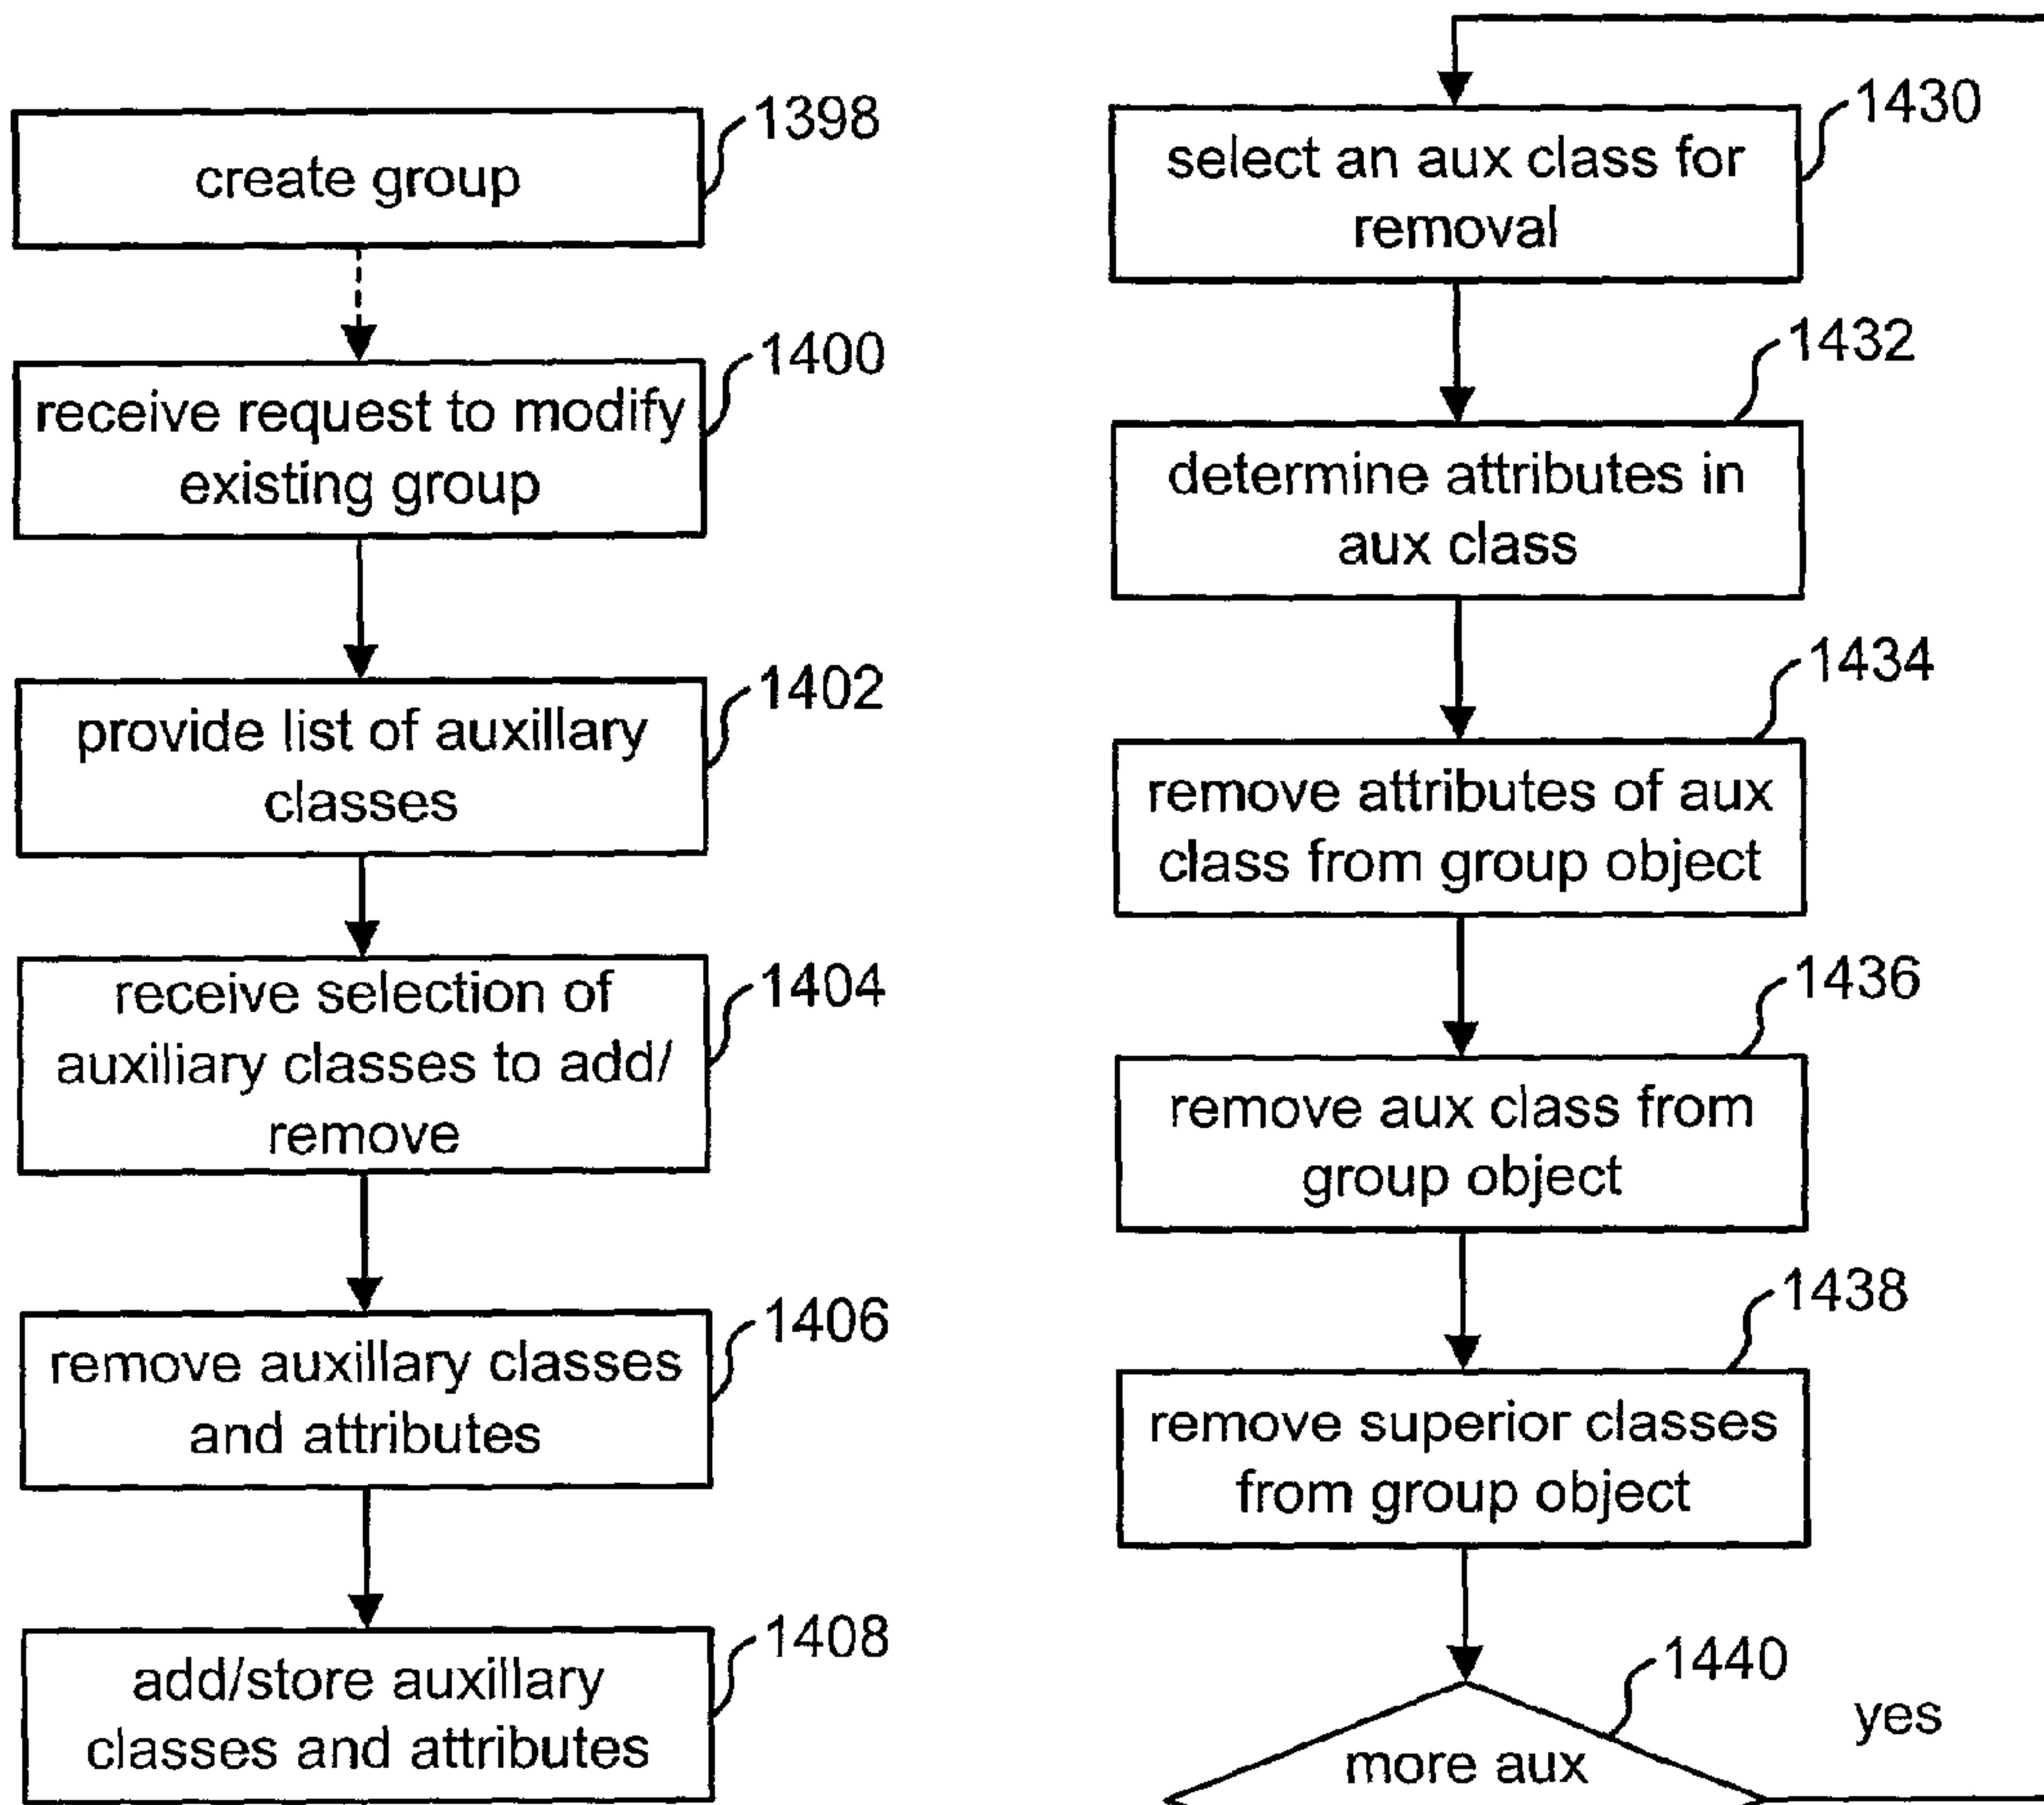 1398
create group
1400
receive request to modify
existing group
1402
provide list of auxillary
classes
1404
receive selection of
auxiliary classes to add/
remove
1406
remove auxillary classes
and attributes
1408
add/store auxillary
classes and attributes
1430
select an aux class for
removal
1432
determine attributes in
aux class
1434
remove attributes of aux
class from group object
1436
remove aux class from
group object
1438
remove superior classes
from group object
1440
more aux
yes